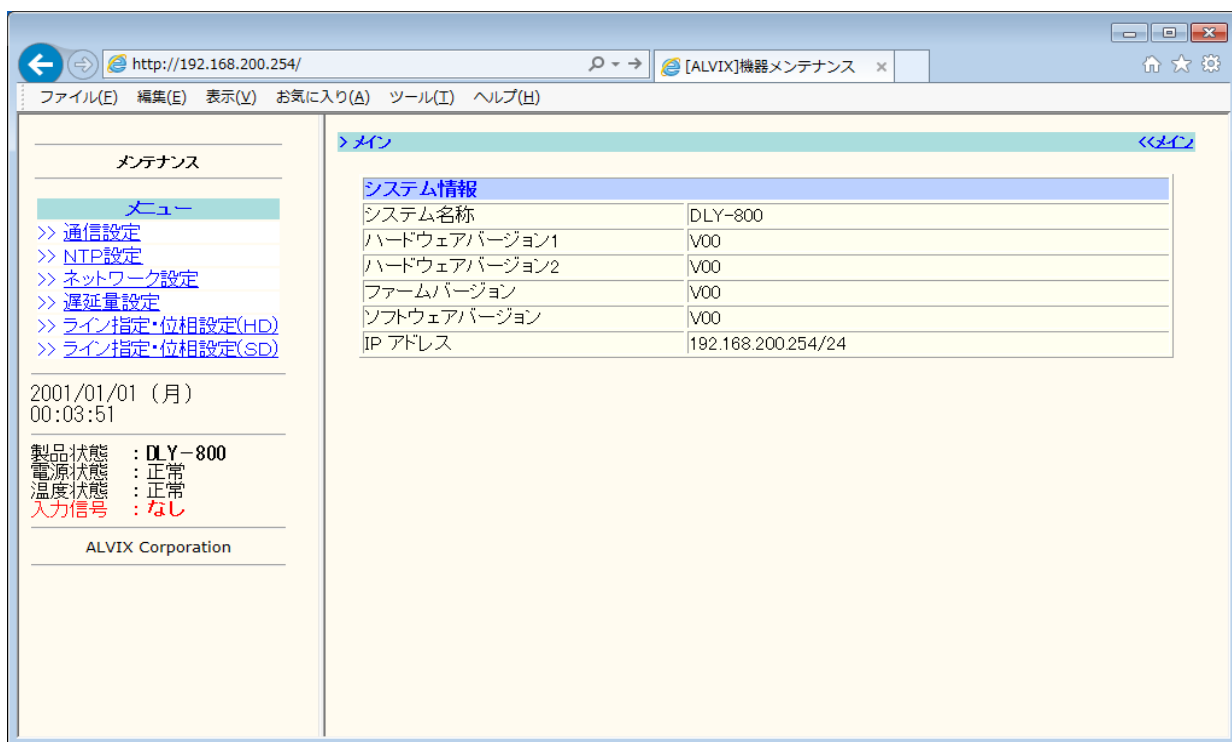 http://192.168.200.254/
[ALVIX]機器メンテナンス
ファイル(F) 編集(E) 表示(V) お気に入り(A) ツール(T) ヘルプ(H)
メンテナンス
メニュー
>> 通信設定
>> NTP設定
>> ネットワーク設定
>> 遅延量設定
>> ライン指定・位相設定(HD)
>> ライン指定・位相設定(SD)
2001/01/01 (月)
00:03:51
製品状態 : DLY-800
電源状態 : 正常
温度状態 : 正常
入力信号 : なし
ALVIX Corporation
> メイン <<メイン
システム情報
システム名称 DLY-800
ハードウェアバージョン1 V00
ハードウェアバージョン2 V00
ファームバージョン V00
ソフトウェアバージョン V00
IP アドレス 192.168.200.254/24